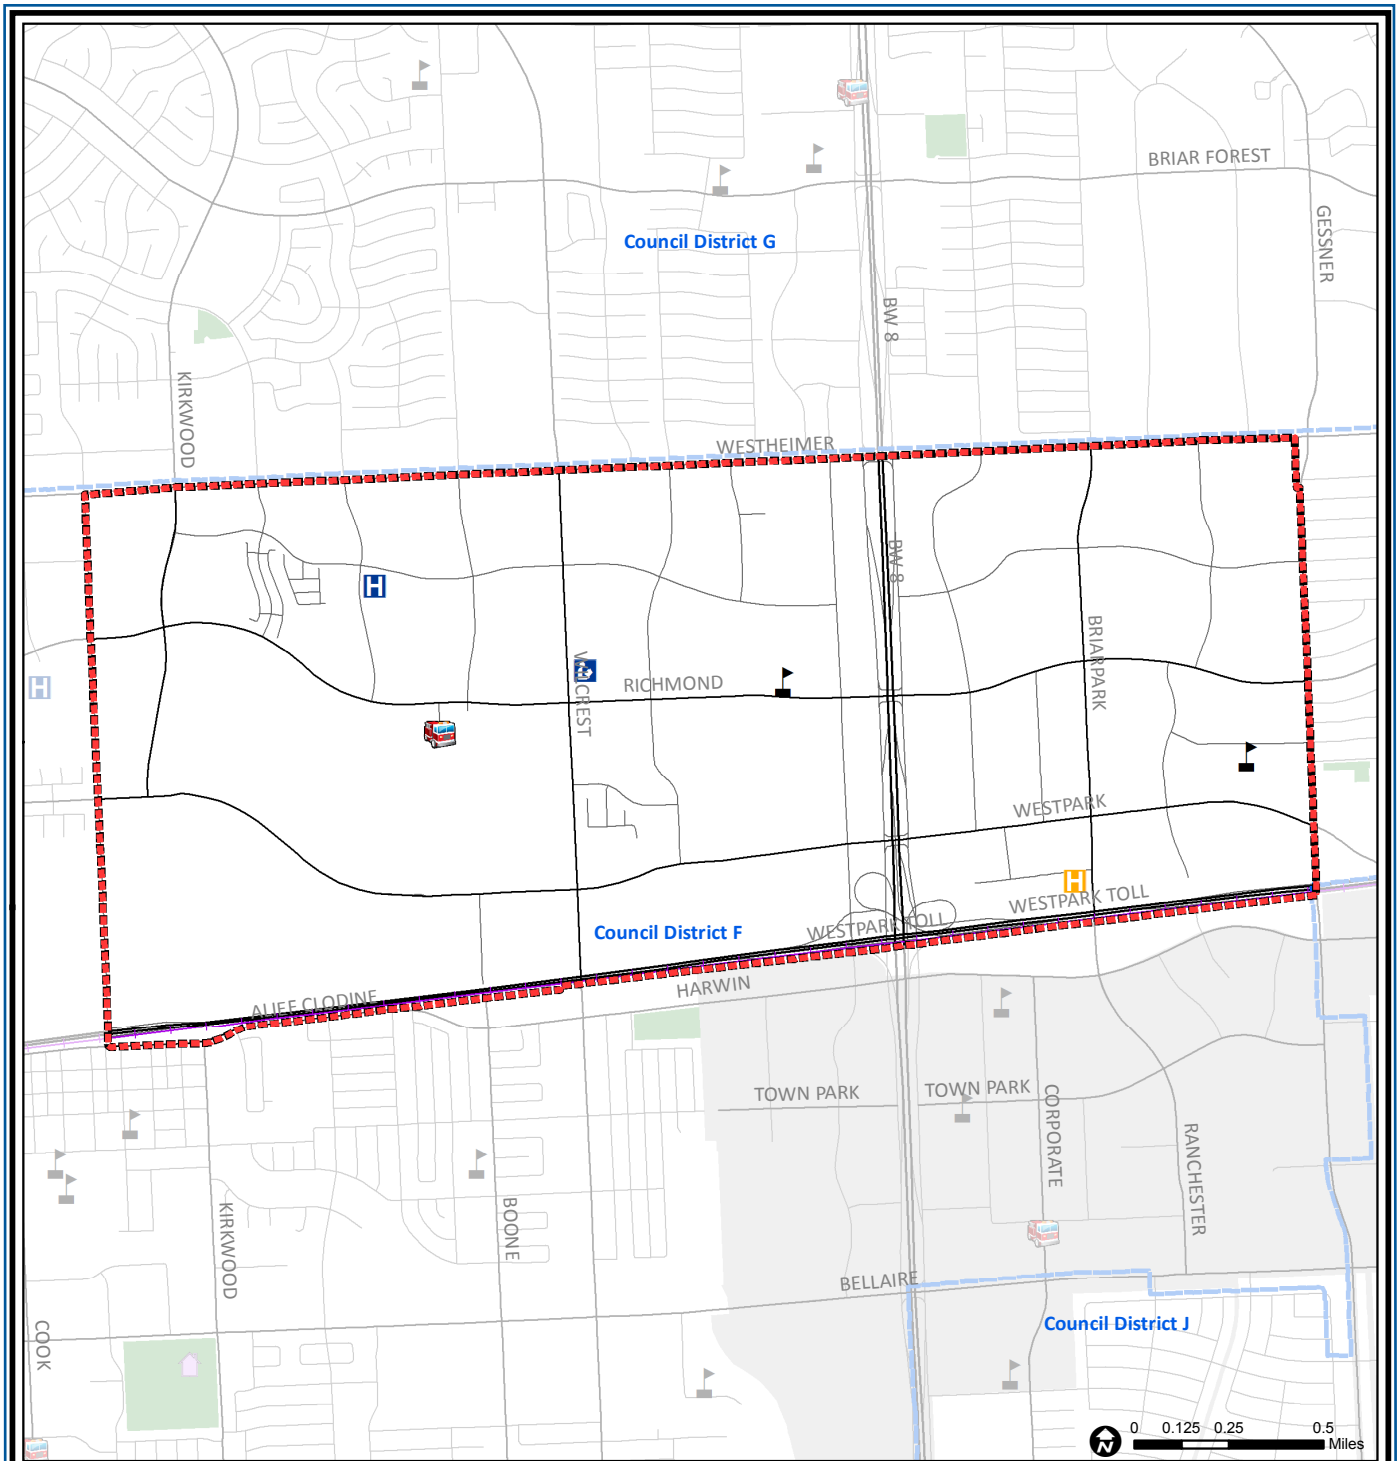 BRIAR FOREST
GESSNER
Council District G
BW 8
KIRKWOOD
WESTHEIMER
BW 8
H
BRIARPARK
WILCREST
RICHMOND
H
WESTPARK
H
WESTPARK TOLL
WESTPARK TOLL
Council District F
HARWIN
ALIEF CLODINE
TOWN PARK
TOWN PARK
CORPORATE
RANCHESTER
KIRKWOOD
BOONE
BELLAIRE
COOK
Council District J
0 0.125 0.25 0.5
Miles
N